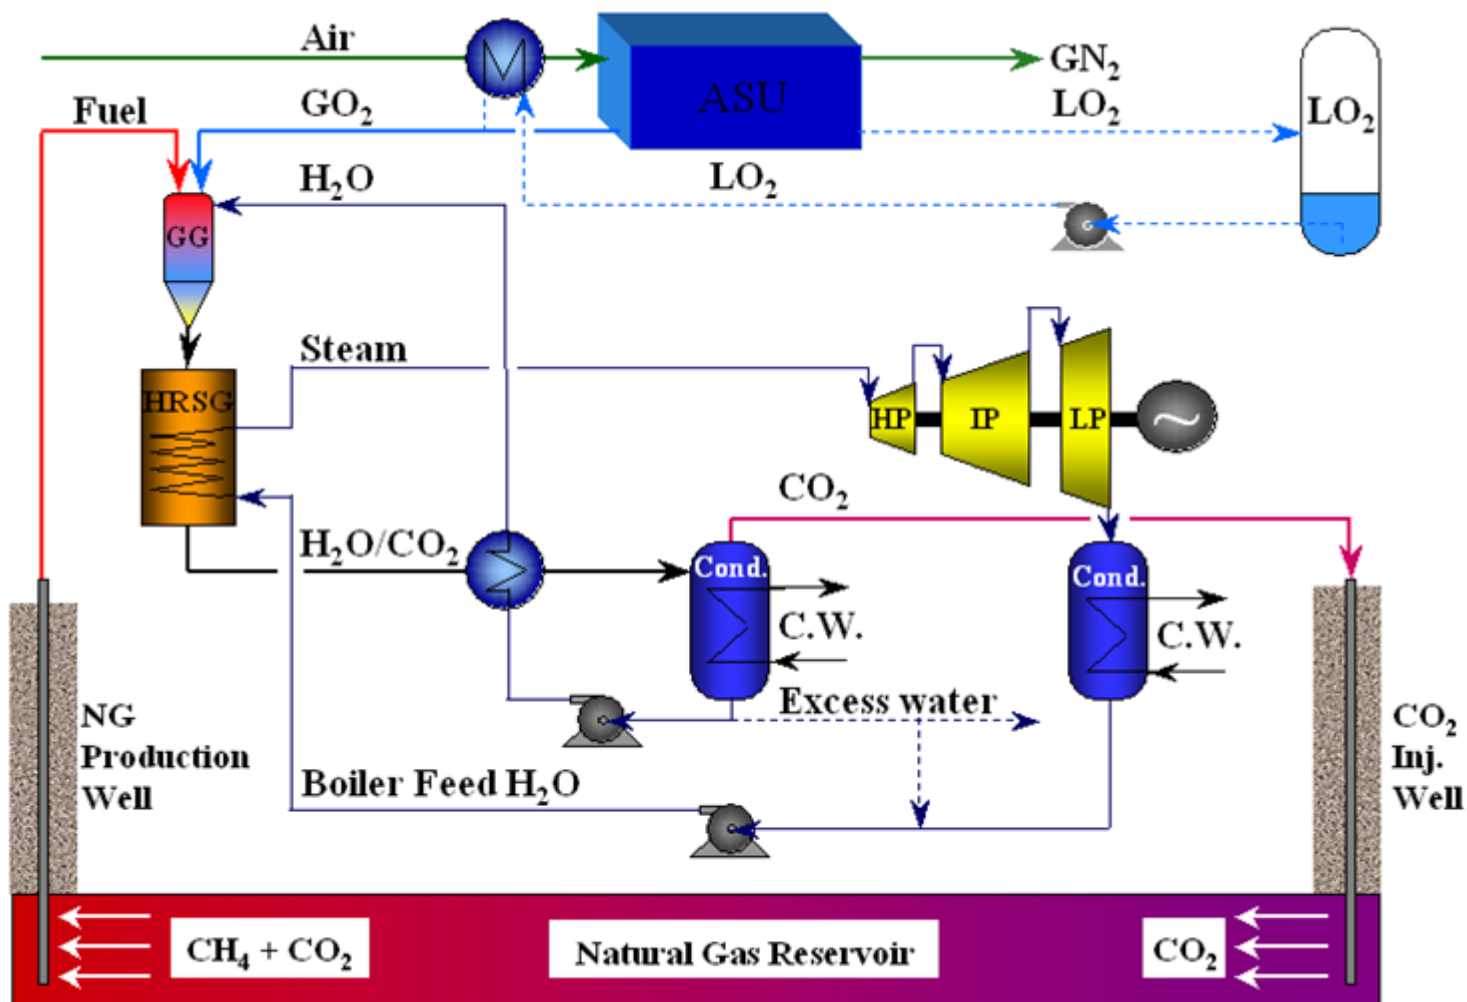 Air
GN₂
ASU
Fuel
GO₂
LO₂
LO₂
H₂O
LO₂
GG
Steam
HRSG
HP
IP
LP
CO₂
H₂O/CO₂
Cond.
Cond.
C.W.
C.W.
NG
Production
Well
Excess water
CO₂
Inj.
Well
Boiler Feed H₂O
CH₄ + CO₂
Natural Gas Reservoir
CO₂